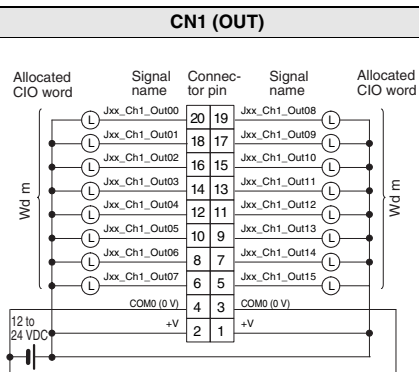 CN1 (OUT)
Allocated CIO word Signal name Connec-tor pin Signal name Allocated CIO word
Jxx_Ch1_Out00 20 19 Jxx_Ch1_Out08
L L
Jxx_Ch1_Out01 18 17 Jxx_Ch1_Out09
L L
Jxx_Ch1_Out02 16 15 Jxx_Ch1_Out10
L L
Jxx_Ch1_Out03 14 13 Jxx_Ch1_Out11
L L
Wd m Wd m
Jxx_Ch1_Out04 12 11 Jxx_Ch1_Out12
L L
Jxx_Ch1_Out05 10 9 Jxx_Ch1_Out13
L L
Jxx_Ch1_Out06 8 7 Jxx_Ch1_Out14
L L
Jxx_Ch1_Out07 6 5 Jxx_Ch1_Out15
L L
COM0 (0 V) 4 3 COM0 (0 V)
12 to 24 VDC
+V 2 1 +V